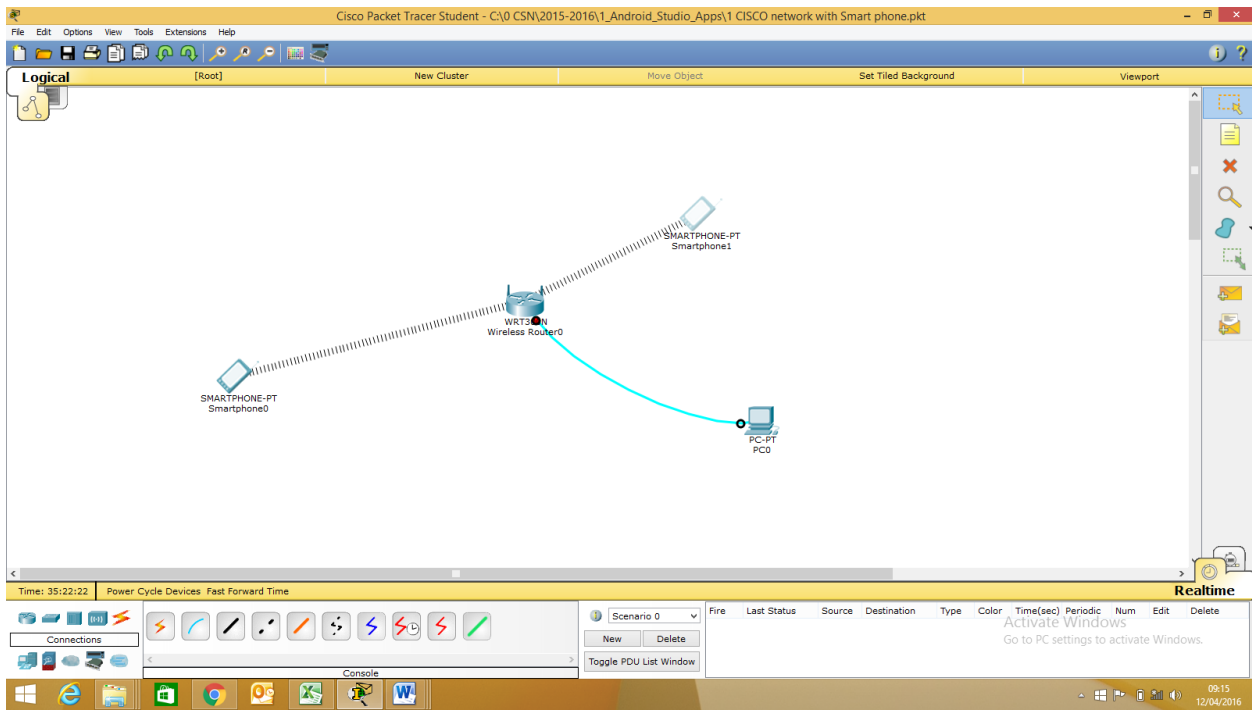 Cisco Packet Tracer Student - C:\0 CSN\2015-2016\1_Android_Studio_Apps\1 CISCO network with Smart phone.pkt
File Edit Options View Tools Extensions Help
Logical [Root] New Cluster Move Object Set Tiled Background Viewport
SMARTPHONE-PT
Smartphone1
Wireless Router0
SMARTPHONE-PT
Smartphone0
PC-PT
PC0
Time: 35:22:22 Power Cycle Devices Fast Forward Time Realtime
Connections
Console
Scenario 0
New Delete
Toggle PDU List Window
Fire Last Status Source Destination Type Color Time(sec) Periodic Num Edit Delete
Activate Windows
Go to PC settings to activate Windows.
09:15
12/04/2016